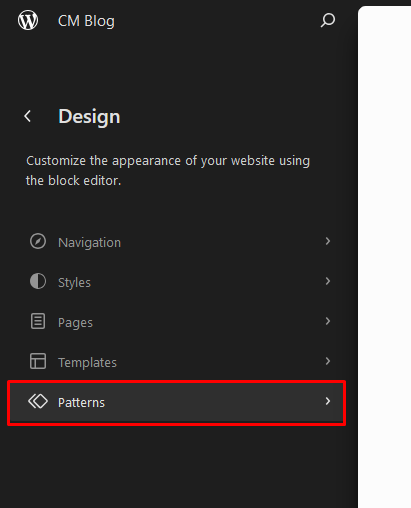 CM Blog
Design
Customize the appearance of your website using
the block editor.
Navigation
Styles
Pages
Templates
Patterns